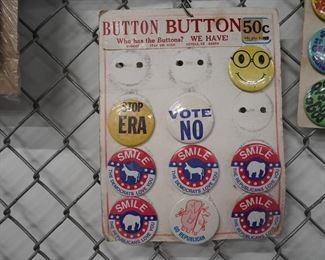 BUTTON BUTTON 50c
Who has the Buttons? WE HAVE!
STOP
ERA
VOTE
NO
SMILE
THE DEMOCRATS LOVE YOU
SMILE
THE DEMOCRATS LOVE YOU
SMILE
THE REPUBLICANS LOVE YOU
SMILE
THE REPUBLICANS LOVE YOU
GO REPUBLICAN
SMILE
THE REPUBLICANS LOVE YOU